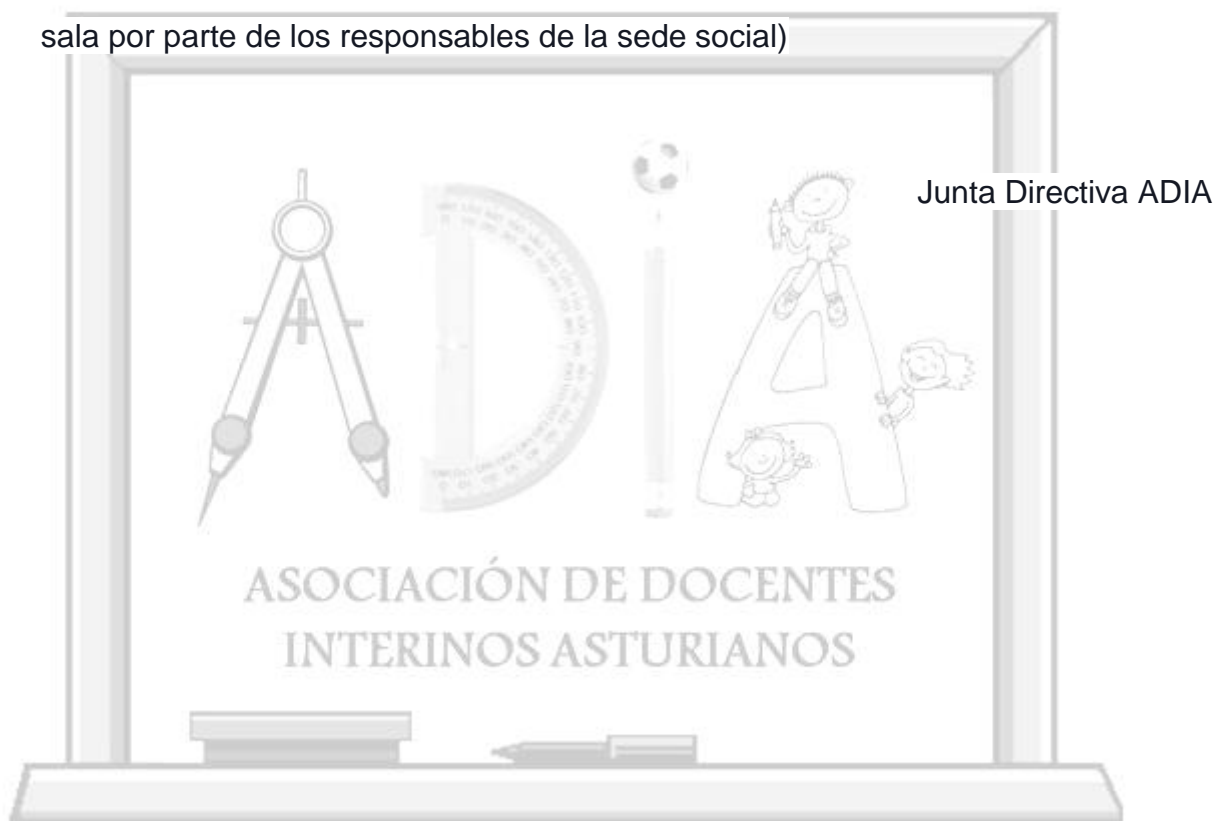 sala por parte de los responsables de la sede social)
Junta Directiva ADIA
ADIA
ASOCIACIÓN DE DOCENTES
INTERINOS ASTURIANOS